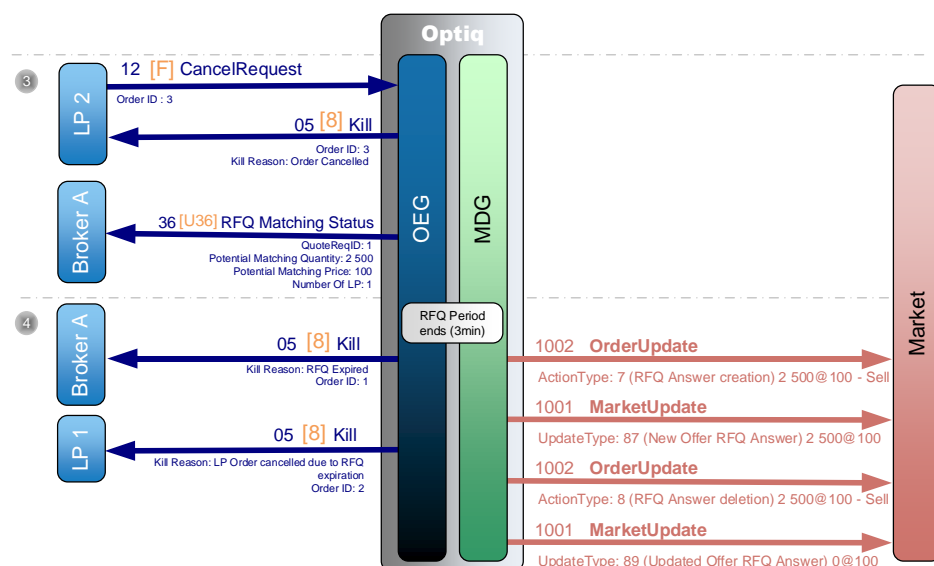 Optiq
3
12 [F] CancelRequest
Order ID : 3
LP 2
05 [8] Kill
Order ID: 3
Kill Reason: Order Cancelled
Broker A
36 [U36] RFQ Matching Status
QuoteReqID: 1
Potential Matching Quantity: 2 500
Potential Matching Price: 100
Number Of LP: 1
OEG
MDG
Market
4
RFQ Period
ends (3min)
Broker A
05 [8] Kill
Kill Reason: RFQ Expired
Order ID: 1
LP 1
05 [8] Kill
Kill Reason: LP Order cancelled due to RFQ
expiration
Order ID: 2
1002 OrderUpdate
ActionType: 7 (RFQ Answer creation) 2 500@100 - Sell
1001 MarketUpdate
UpdateType: 87 (New Offer RFQ Answer) 2 500@100
1002 OrderUpdate
ActionType: 8 (RFQ Answer deletion) 2 500@100 - Sell
1001 MarketUpdate
UpdateType: 89 (Updated Offer RFQ Answer) 0@100